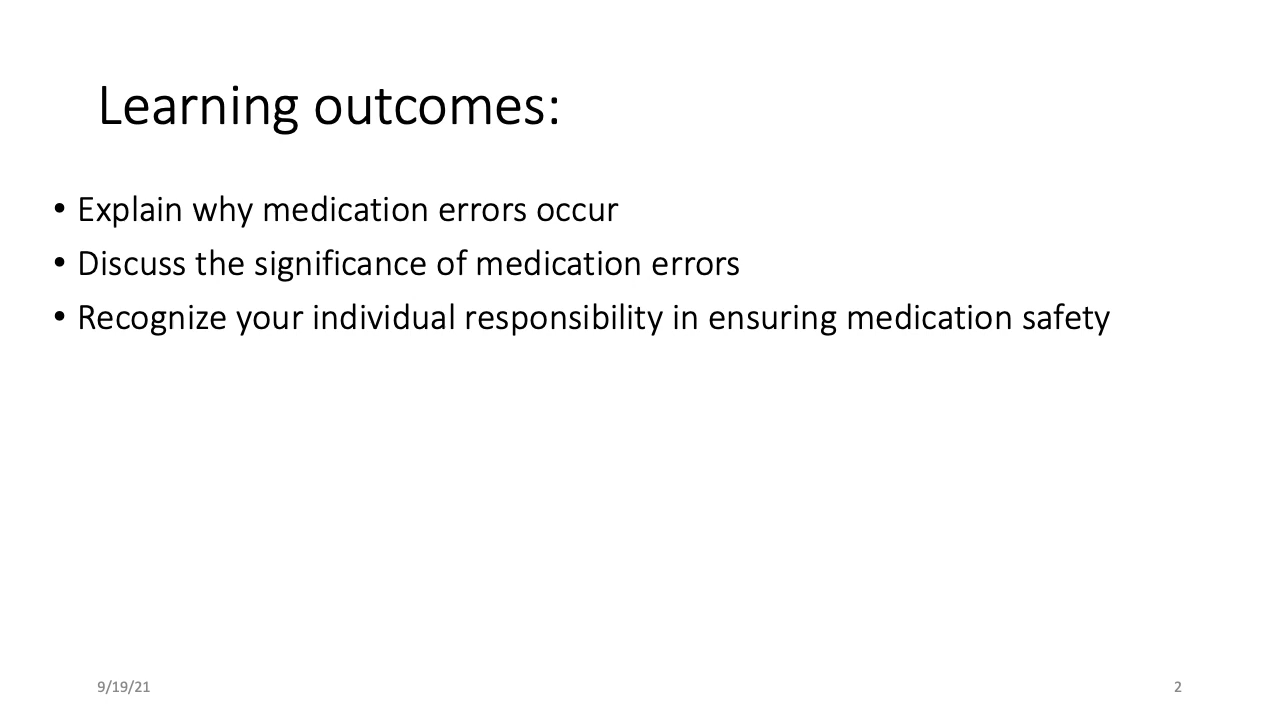 Learning outcomes:
• Explain why medication errors occur
• Discuss the significance of medication errors
• Recognize your individual responsibility in ensuring medication safety
9/19/21
2